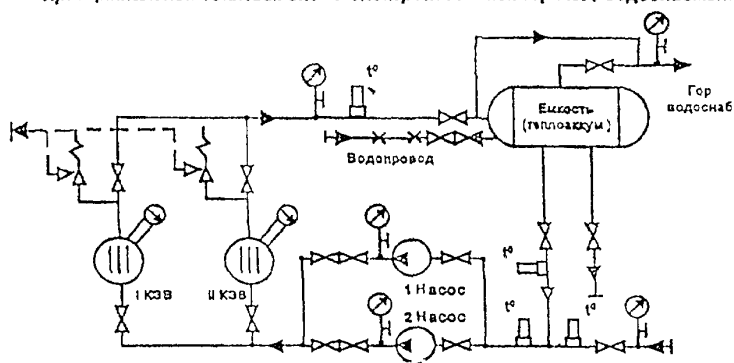 t°
Гор
водоснаб
Емкость
(теплоаккум)
Водопровод
t°
I КЭВ
II КЭВ
1 Насос
2 Насос
t°
t°